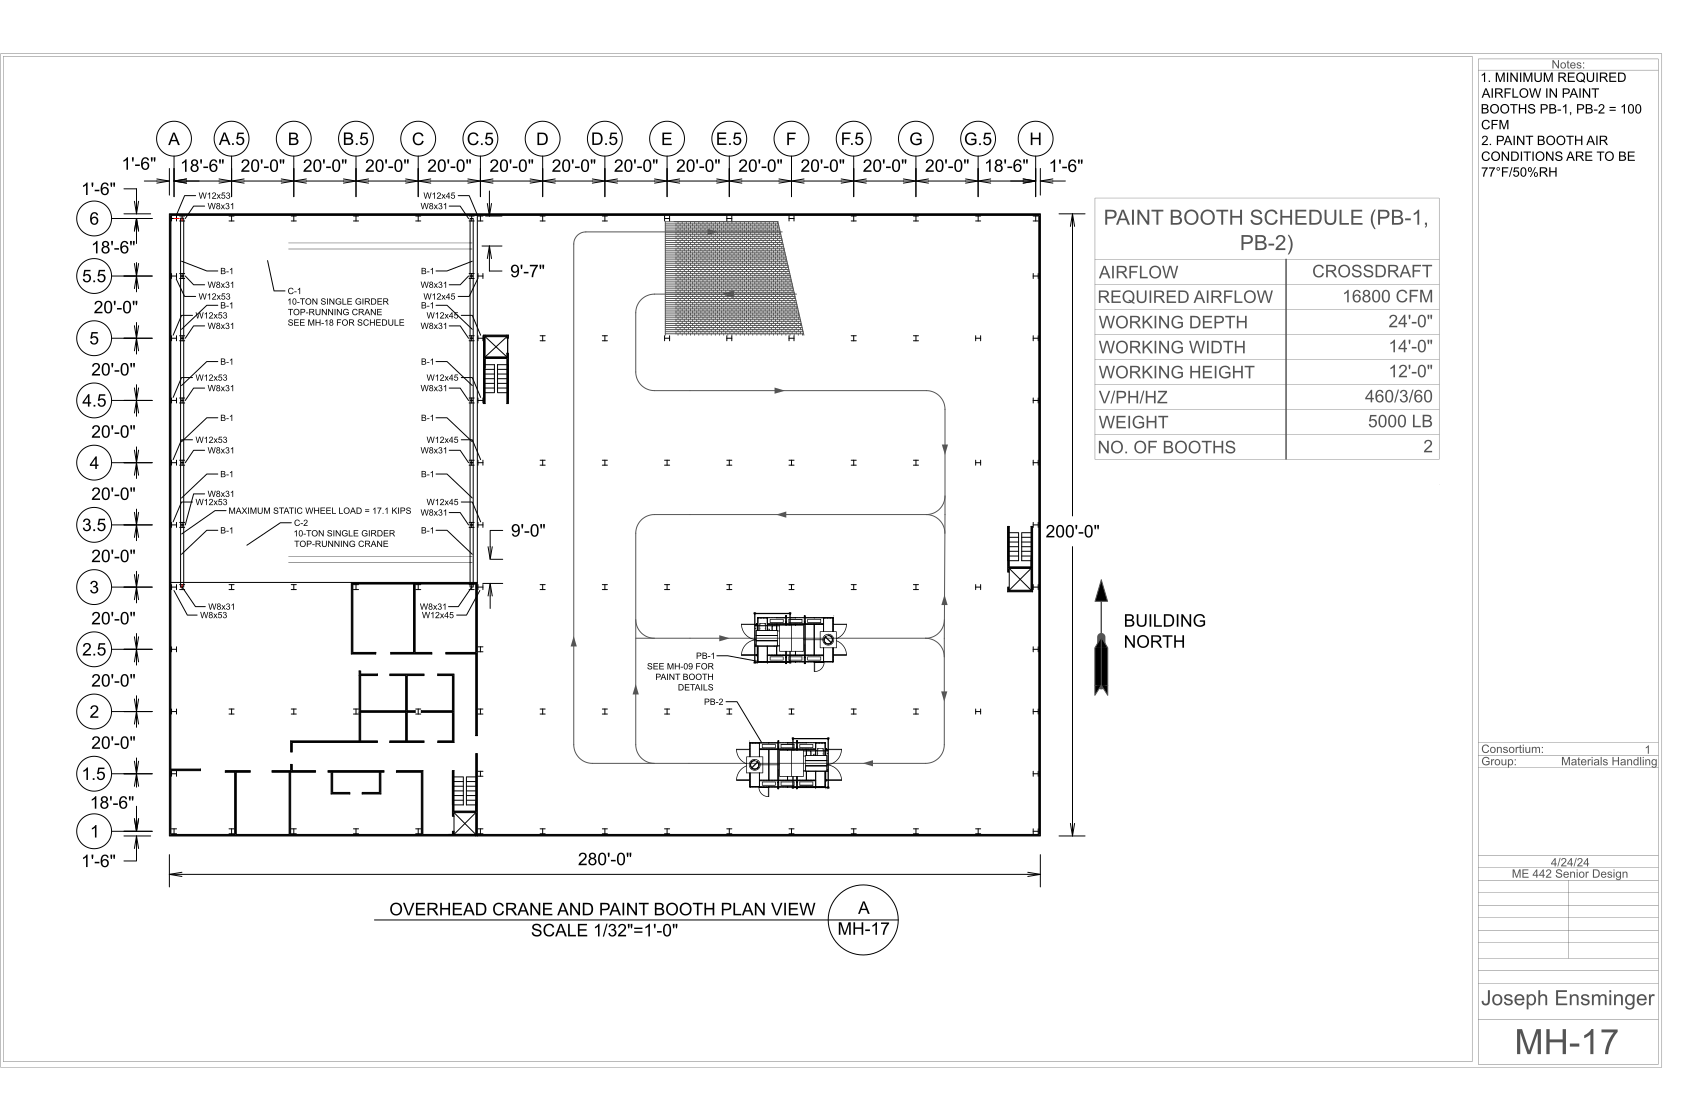 Notes:
1. MINIMUM REQUIRED
AIRFLOW IN PAINT
BOOTHS PB-1, PB-2 = 100
CFM
2. PAINT BOOTH AIR
CONDITIONS ARE TO BE
77°F/50%RH
A A.5 B B.5 C C.5 D D.5 E E.5 F F.5 G G.5 H
1'-6" 18'-6" 20'-0" 20'-0" 20'-0" 20'-0" 20'-0" 20'-0" 20'-0" 20'-0" 20'-0" 20'-0" 20'-0" 20'-0" 18'-6" 1'-6"
1'-6"
6
18'-6"
5.5
20'-0"
5
20'-0"
4.5
20'-0"
4
20'-0"
3.5
20'-0"
3
20'-0"
2.5
20'-0"
2
20'-0"
1.5
18'-6"
1
1'-6"
W12x53
W8x31
B-1
W8x31
W12x53
B-1
W12x53
W8x31
B-1
W12x53
W8x31
B-1
W12x53
W8x31
B-1
W8x31
W12x53
MAXIMUM STATIC WHEEL LOAD = 17.1 KIPS
B-1
W8x31
W8x53
C-1
10-TON SINGLE GIRDER
TOP-RUNNING CRANE
SEE MH-18 FOR SCHEDULE
C-2
10-TON SINGLE GIRDER
TOP-RUNNING CRANE
W12x45
W8x31
B-1
W8x31
W12x45
B-1
W12x45
W8x31
B-1
W12x45
W8x31
B-1
W12x45
W8x31
B-1
W12x45
W8x31
B-1
W8x31
W12x45
9'-7"
9'-0"
PB-1
SEE MH-09 FOR
PAINT BOOTH
DETAILS
PB-2
200'-0"
280'-0"
BUILDING
NORTH
PAINT BOOTH SCHEDULE (PB-1,
PB-2)
AIRFLOW CROSSDRAFT
REQUIRED AIRFLOW 16800 CFM
WORKING DEPTH 24'-0"
WORKING WIDTH 14'-0"
WORKING HEIGHT 12'-0"
V/PH/HZ 460/3/60
WEIGHT 5000 LB
NO. OF BOOTHS 2
OVERHEAD CRANE AND PAINT BOOTH PLAN VIEW
SCALE 1/32"=1'-0"
A
MH-17
Consortium: 1
Group: Materials Handling
4/24/24
ME 442 Senior Design
Joseph Ensminger
MH-17